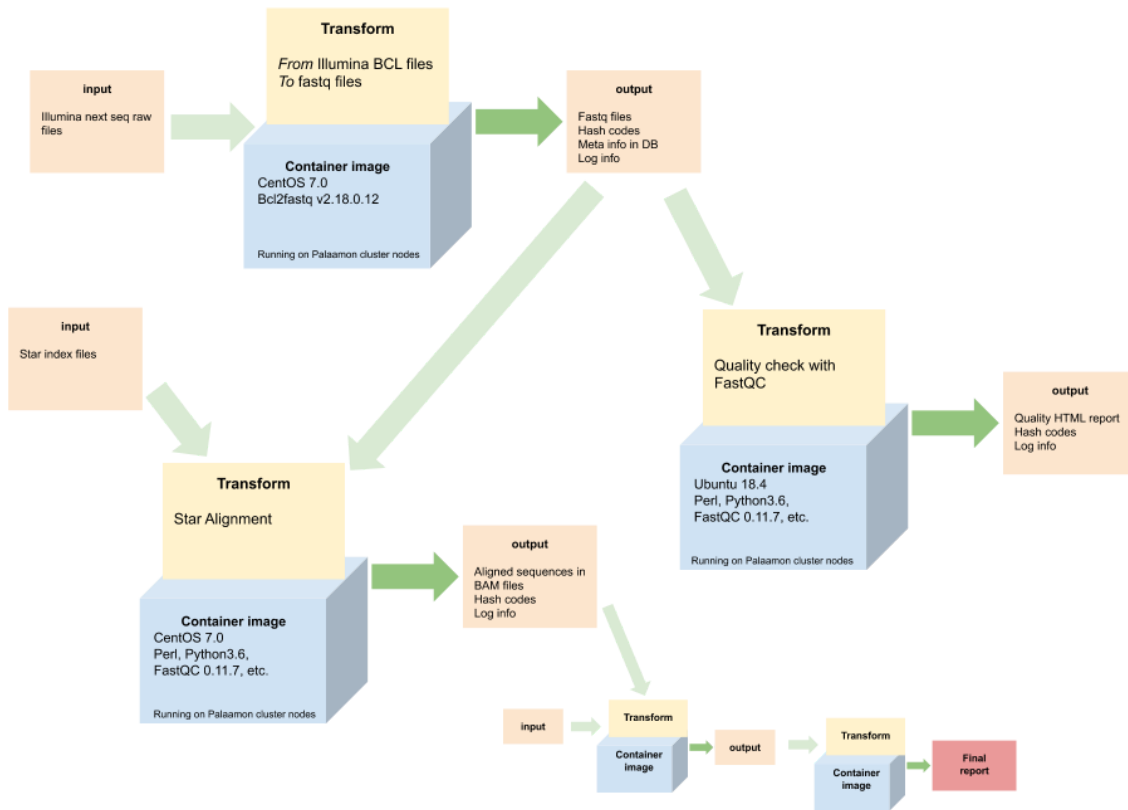 Transform
From Illumina BCL files
To fastq files
input
Illumina next seq raw
files
output
Fastq files
Hash codes
Meta info in DB
Log info
Container image
CentOS 7.0
Bcl2fastq v2.18.0.12
Running on Palaamon cluster nodes
input
Star index files
Transform
Quality check with
FastQC
output
Quality HTML report
Hash codes
Log info
Container image
Ubuntu 18.4
Perl, Python3.6,
FastQC 0.11.7, etc.
Running on Palaamon cluster nodes
Transform
Star Alignment
output
Aligned sequences in
BAM files
Hash codes
Log info
Container image
CentOS 7.0
Perl, Python3.6,
FastQC 0.11.7, etc.
Running on Palaamon cluster nodes
input
Transform
Container
image
output
Transform
Container
image
Final
report